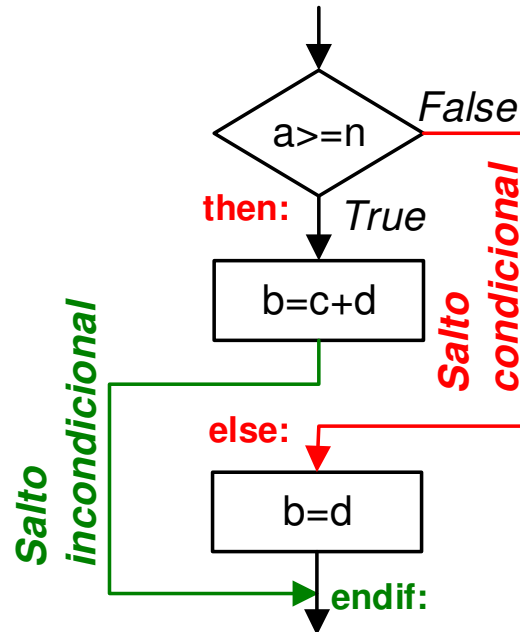 False
a>=n
then:
True
b=c+d
Salto
condicional
Salto
incondicional
else:
b=d
endif: